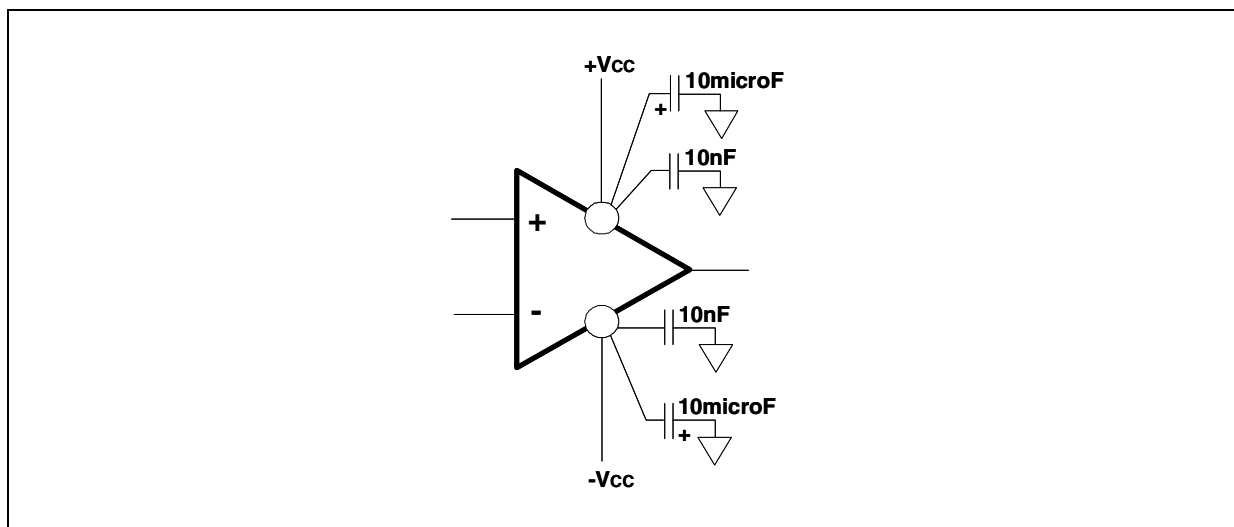 +VCC
10microF
+
10nF
+
-
10nF
10microF
+
-VCC